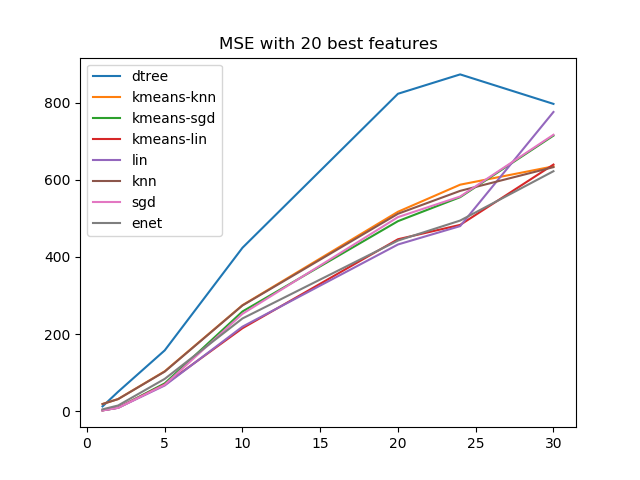 MSE with 20 best features
dtree
kmeans-knn
kmeans-sgd
kmeans-lin
lin
knn
sgd
enet
800
600
400
200
0
0 5 10 15 20 25 30